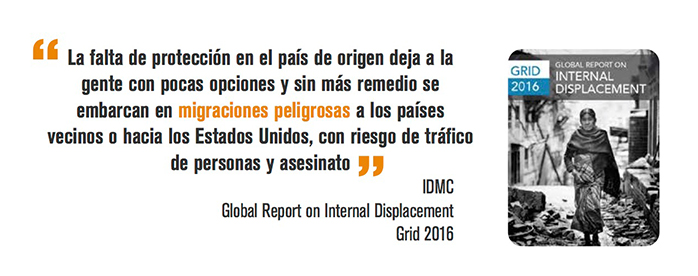 “ La falta de protección en el país de origen deja a la
gente con pocas opciones y sin más remedio se
embarcan en migraciones peligrosas a los países
vecinos o hacia los Estados Unidos, con riesgo de tráfico
de personas y asesinato ”
IDMC
Global Report on Internal Displacement
Grid 2016
GRID
2016
GLOBAL REPORT ON
INTERNAL
DISPLACEMENT